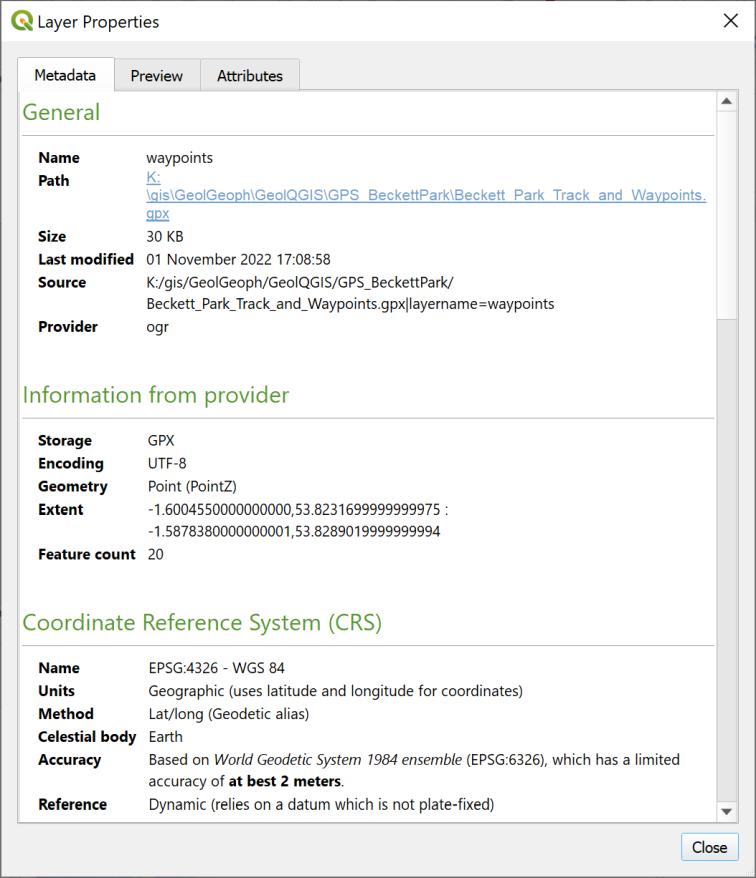 Layer Properties
Metadata Preview Attributes
General
Name waypoints
Path K:
\gis\GeolGeoph\GeolQGIS\GPS_BeckettPark\Beckett_Park_Track_and_Waypoints.
gpx
Size 30 KB
Last modified 01 November 2022 17:08:58
Source K:/gis/GeolGeoph/GeolQGIS/GPS_BeckettPark/
Beckett_Park_Track_and_Waypoints.gpx|layername=waypoints
Provider ogr
Information from provider
Storage GPX
Encoding UTF-8
Geometry Point (PointZ)
Extent -1.6004550000000000,53.8231699999999975 :
-1.5878380000000001,53.8289019999999994
Feature count 20
Coordinate Reference System (CRS)
Name EPSG:4326 - WGS 84
Units Geographic (uses latitude and longitude for coordinates)
Method Lat/long (Geodetic alias)
Celestial body Earth
Accuracy Based on World Geodetic System 1984 ensemble (EPSG:6326), which has a limited
accuracy of at best 2 meters.
Reference Dynamic (relies on a datum which is not plate-fixed)
Close